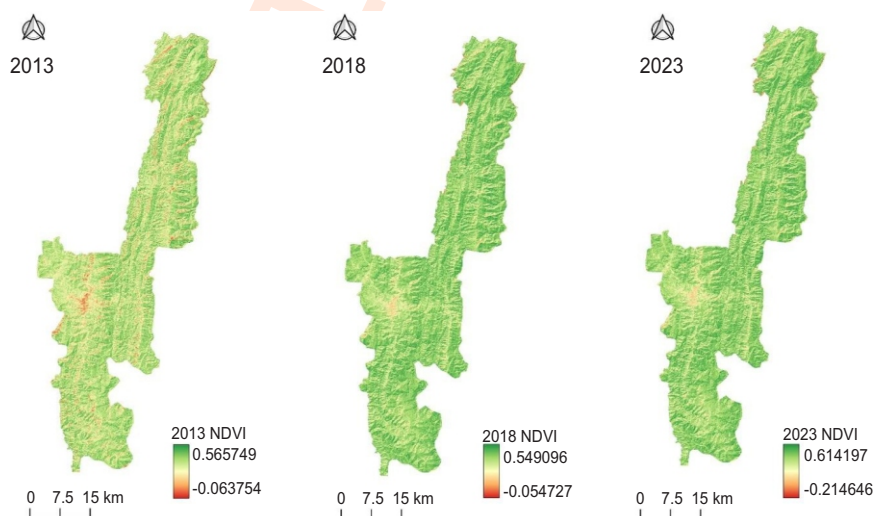 2013
2018
2023
2013 NDVI
0.565749
-0.063754
0 7.5 15 km
2018 NDVI
0.549096
-0.054727
0 7.5 15 km
2023 NDVI
0.614197
-0.214646
0 7.5 15 km